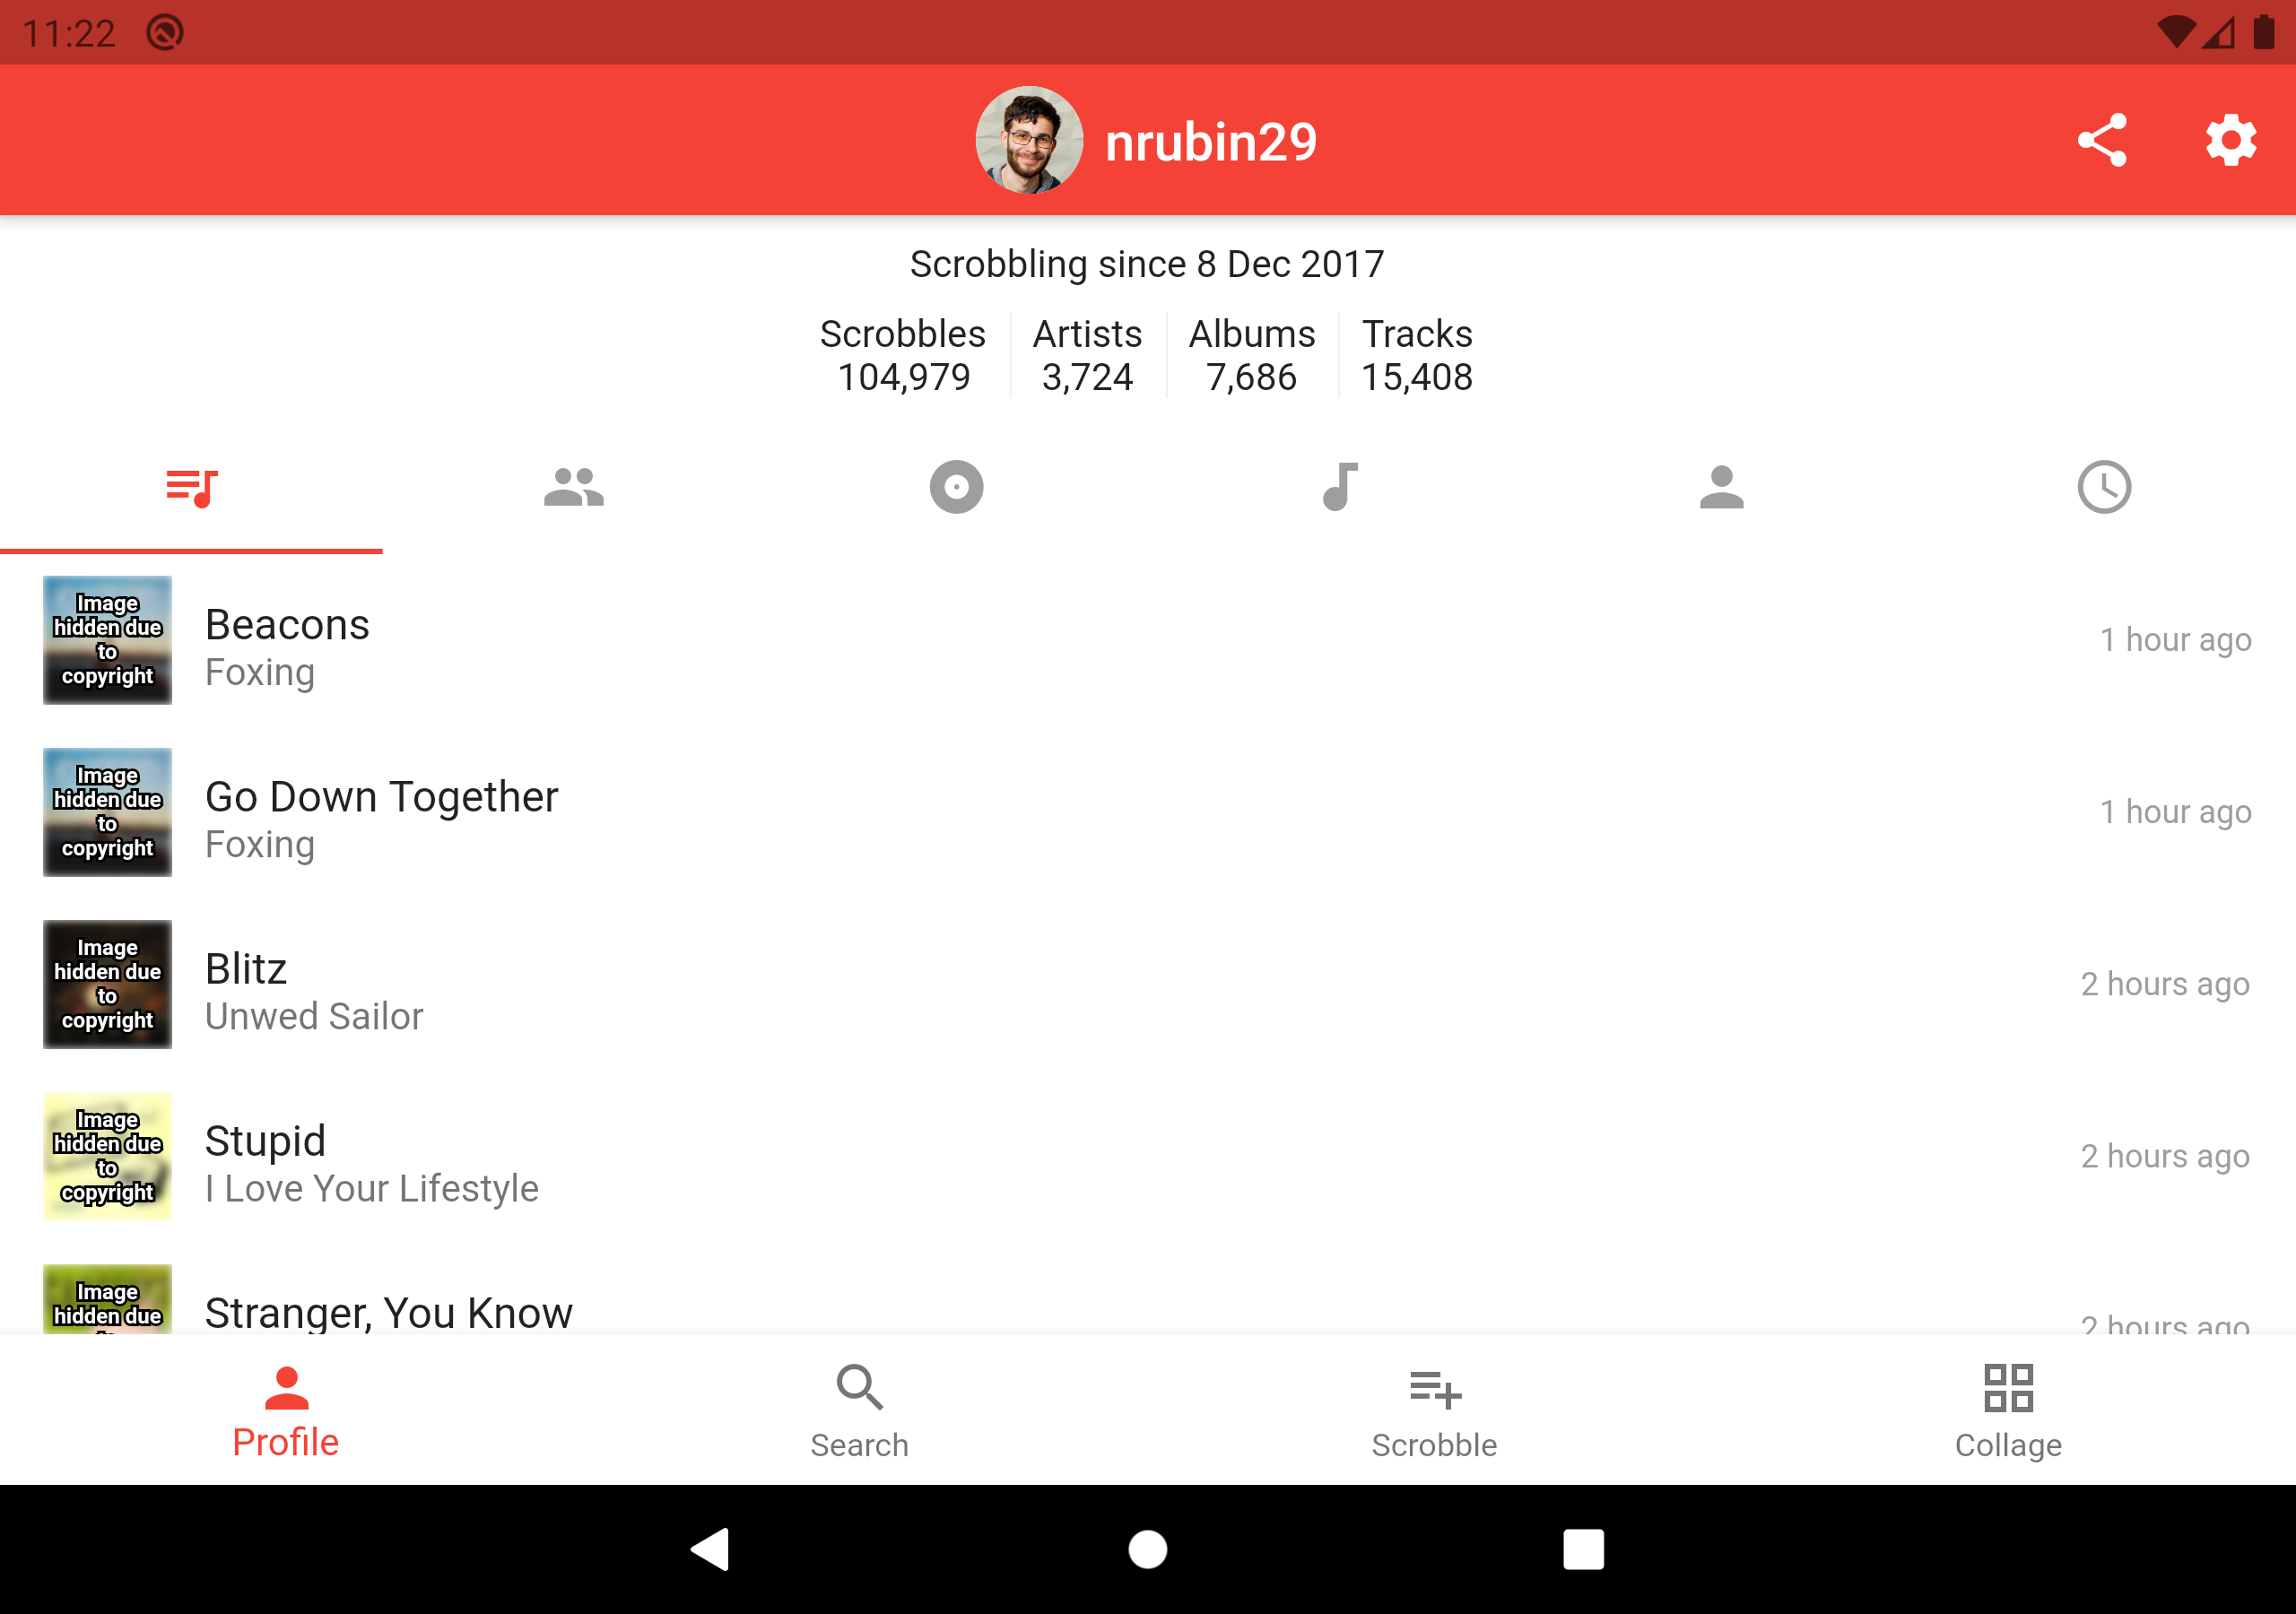 11:22
nrubin29
Scrobbling since 8 Dec 2017
Scrobbles Artists Albums Tracks
104,979 3,724 7,686 15,408
Image
hidden due
to
copyright
Beacons
Foxing
1 hour ago
Image
hidden due
to
copyright
Go Down Together
Foxing
1 hour ago
Image
hidden due
to
copyright
Blitz
Unwed Sailor
2 hours ago
Image
hidden due
to
copyright
Stupid
I Love Your Lifestyle
2 hours ago
Image
hidden due
to
Stranger, You Know
2 hours ago
Profile Search Scrobble Collage